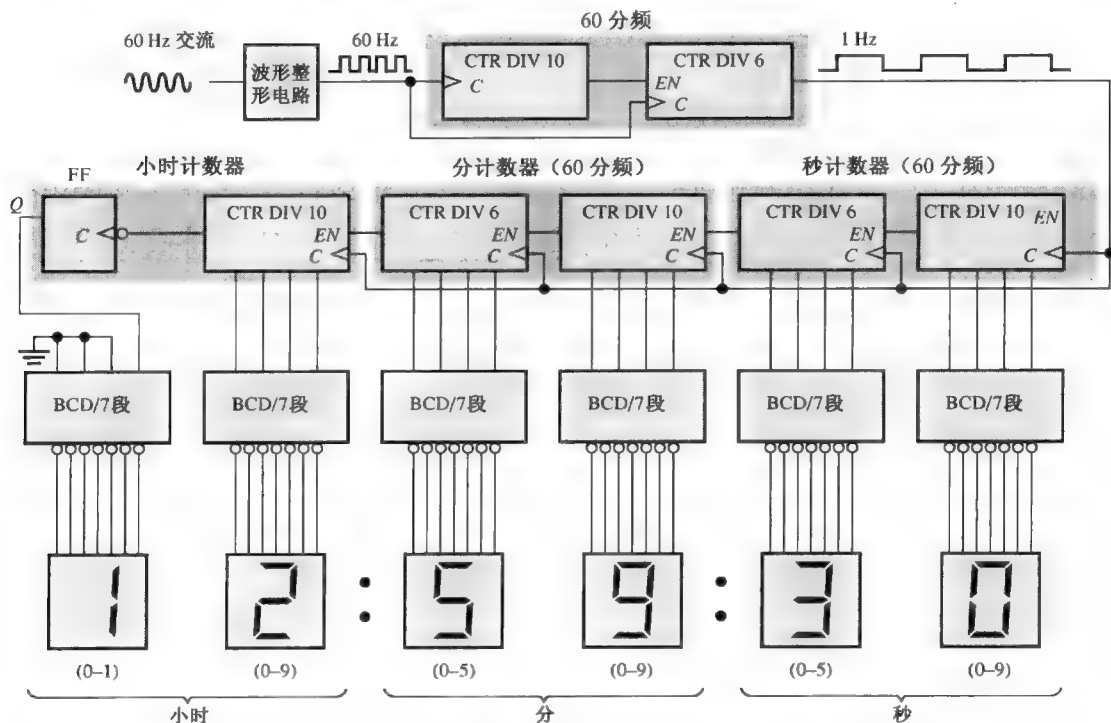 60 分频
60 Hz 交流
波形整形电路
60 Hz
CTR DIV 10
C
CTR DIV 6
EN
C
1 Hz
小时计数器
分计数器（60 分频）
秒计数器（60 分频）
FF
Q
C
CTR DIV 10
EN
C
CTR DIV 6
EN
C
CTR DIV 10
EN
C
CTR DIV 6
EN
C
CTR DIV 10
EN
C
BCD/7段
BCD/7段
BCD/7段
BCD/7段
BCD/7段
BCD/7段
1 2 : 5 9 : 3 0
(0–1)
(0–9)
(0–5)
(0–9)
(0–5)
(0–9)
小时
分
秒